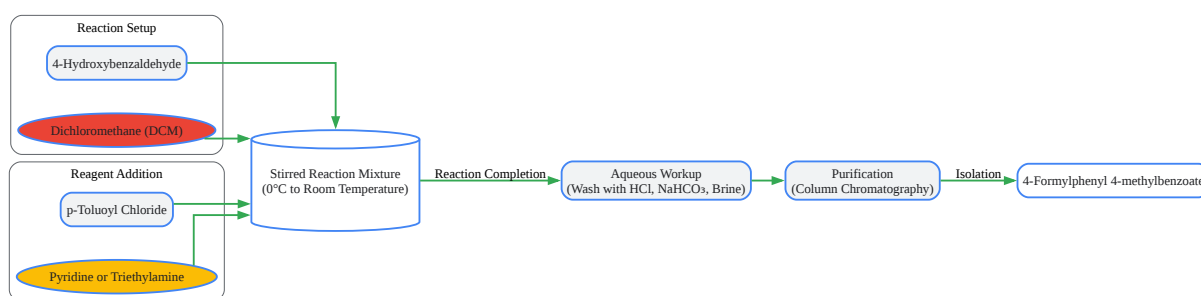 Reaction Setup
4-Hydroxybenzaldehyde
Dichloromethane (DCM)
Reagent Addition
p-Toluoyl Chloride
Pyridine or Triethylamine
Stirred Reaction Mixture
(0°C to Room Temperature)
Reaction Completion
Aqueous Workup
(Wash with HCl, NaHCO₃, Brine)
Purification
(Column Chromatography)
Isolation
4-Formylphenyl 4-methylbenzoate